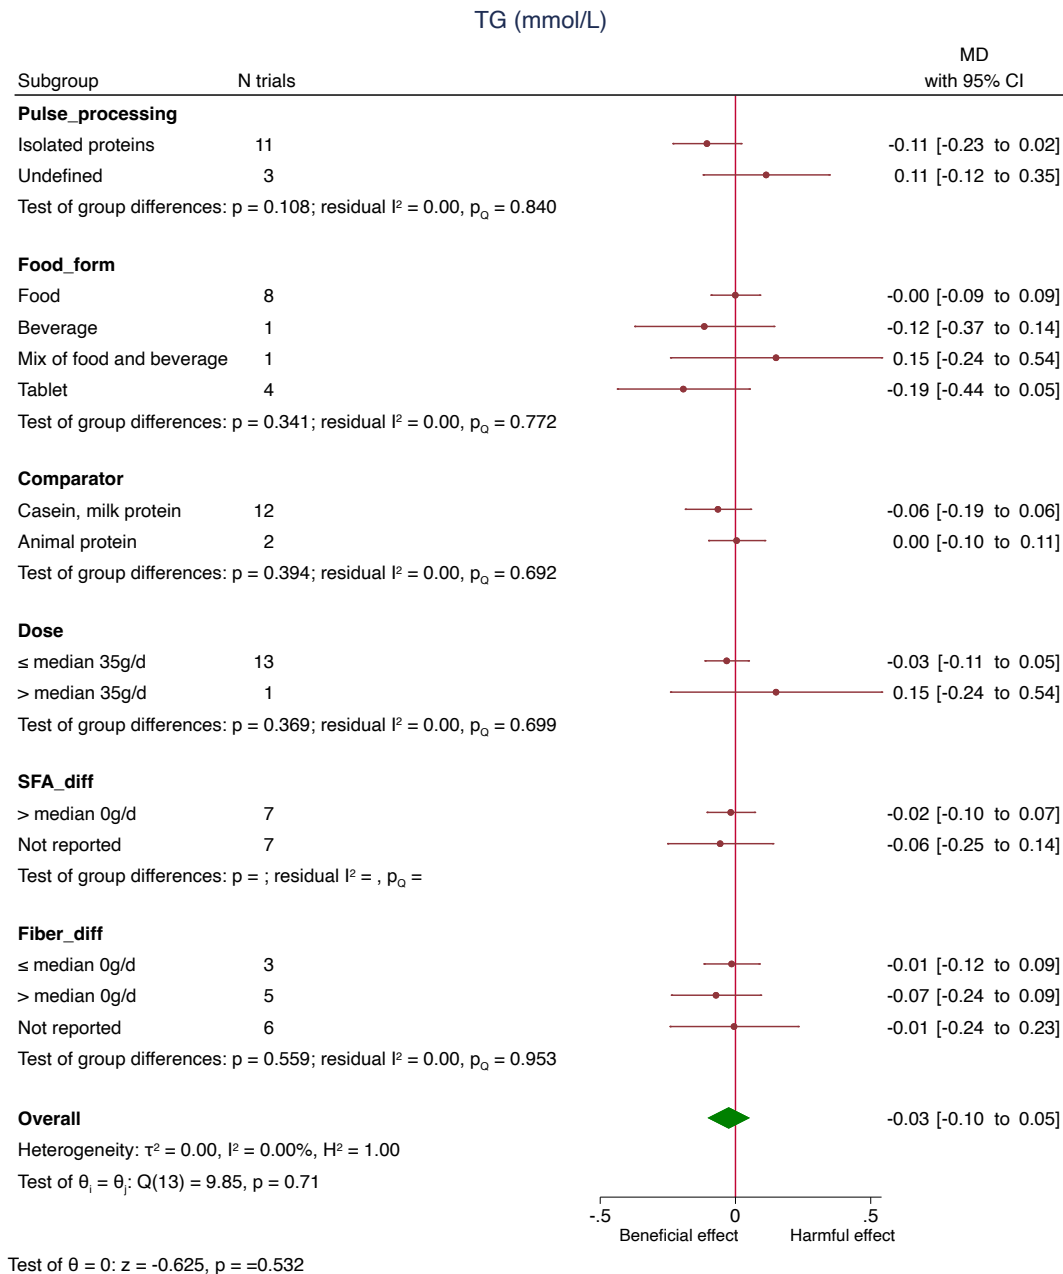 TG (mmol/L)
MD
Subgroup N trials with 95% CI
Pulse_processing
Isolated proteins 11 -0.11 [-0.23 to 0.02]
Undefined 3 0.11 [-0.12 to 0.35]
Test of group differences: p = 0.108; residual I² = 0.00, p_Q = 0.840
Food_form
Food 8 -0.00 [-0.09 to 0.09]
Beverage 1 -0.12 [-0.37 to 0.14]
Mix of food and beverage 1 0.15 [-0.24 to 0.54]
Tablet 4 -0.19 [-0.44 to 0.05]
Test of group differences: p = 0.341; residual I² = 0.00, p_Q = 0.772
Comparator
Casein, milk protein 12 -0.06 [-0.19 to 0.06]
Animal protein 2 0.00 [-0.10 to 0.11]
Test of group differences: p = 0.394; residual I² = 0.00, p_Q = 0.692
Dose
≤ median 35g/d 13 -0.03 [-0.11 to 0.05]
> median 35g/d 1 0.15 [-0.24 to 0.54]
Test of group differences: p = 0.369; residual I² = 0.00, p_Q = 0.699
SFA_diff
> median 0g/d 7 -0.02 [-0.10 to 0.07]
Not reported 7 -0.06 [-0.25 to 0.14]
Test of group differences: p = ; residual I² = , p_Q =
Fiber_diff
≤ median 0g/d 3 -0.01 [-0.12 to 0.09]
> median 0g/d 5 -0.07 [-0.24 to 0.09]
Not reported 6 -0.01 [-0.24 to 0.23]
Test of group differences: p = 0.559; residual I² = 0.00, p_Q = 0.953
Overall -0.03 [-0.10 to 0.05]
Heterogeneity: τ² = 0.00, I² = 0.00%, H² = 1.00
Test of θᵢ = θⱼ: Q(13) = 9.85, p = 0.71
-.5 0 .5
Beneficial effect Harmful effect
Test of θ = 0: z = -0.625, p = =0.532